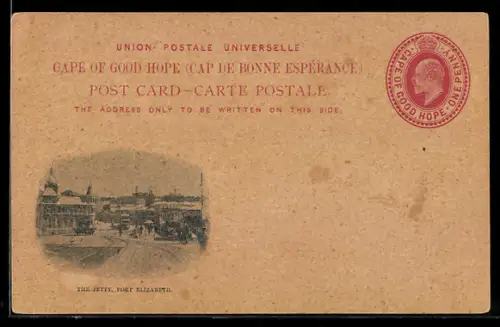 UNION POSTALE UNIVERSELLE
CAPE OF GOOD HOPE (CAP DE BONNE ESPÉRANCE)
POST CARD—CARTE POSTALE.
THE ADDRESS ONLY TO BE WRITTEN ON THIS SIDE.
CAPE OF GOOD HOPE. ONE PENNY.
THE JETTY, PORT ELIZABETH.